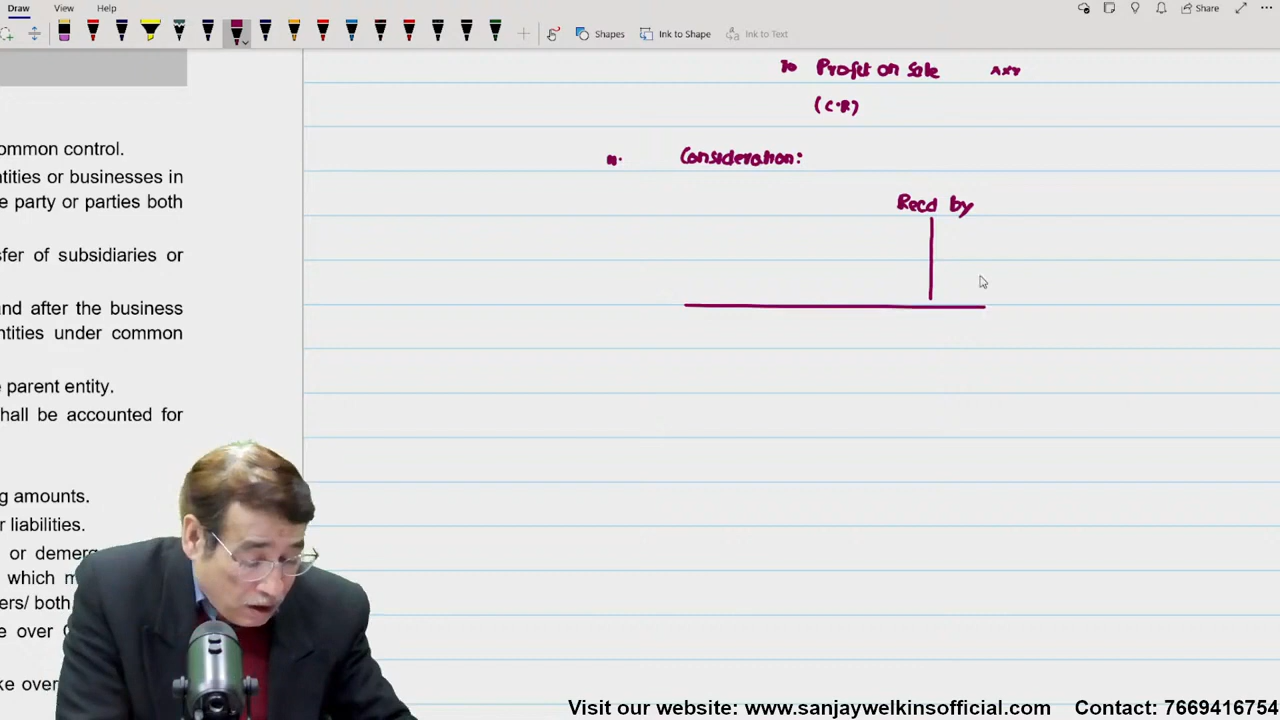 Draw View Help Share
Shapes Ink to Shape Ink to Text
To Profit on Sale
(C.R)
Consideration:
Recd by
ommon control.
ntities or businesses in
e party or parties both
sfer of subsidiaries or
and after the business
entities under common
e parent entity.
hall be accounted for
g amounts.
r liabilities.
or demerg
which m
ers/ both
e over
ke over
Visit our website: www.sanjaywelkinsofficial.com Contact: 7669416754